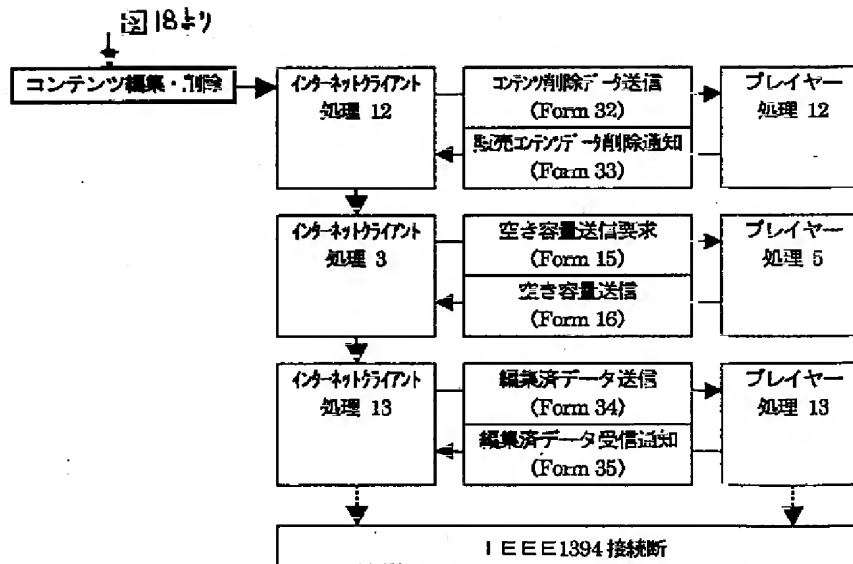 図18より
コンテンツ編集・削除
インターネットクライアント
処理 12
コンテンツ削除データ送信
(Form 32)
販売コンテンツデータ削除通知
(Form 33)
プレイヤー
処理 12
インターネットクライアント
処理 3
空き容量送信要求
(Form 15)
空き容量送信
(Form 16)
プレイヤー
処理 5
インターネットクライアント
処理 13
編集済データ送信
(Form 34)
編集済データ受信通知
(Form 35)
プレイヤー
処理 13
IEEE1394 接続断